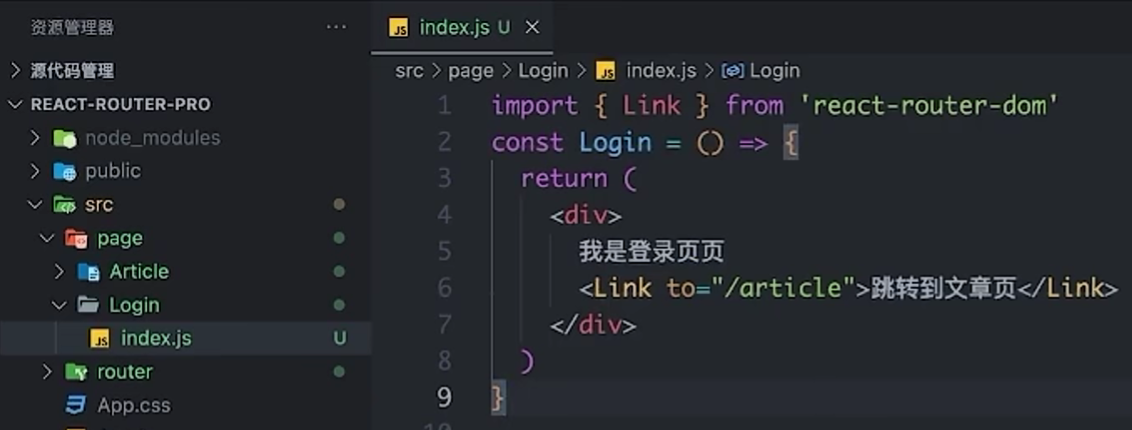 资源管理器 ···
源代码管理
REACT-ROUTER-PRO
node_modules
public
src
page
Article
Login
index.js U
router
App.css
JS index.js U ×
src > page > Login > JS index.js > Login
1 import { Link } from 'react-router-dom'
2 const Login = () => {
3 return (
4 <div>
5 我是登录页页
6 <Link to="/article">跳转到文章页</Link>
7 </div>
8 )
9 }
10